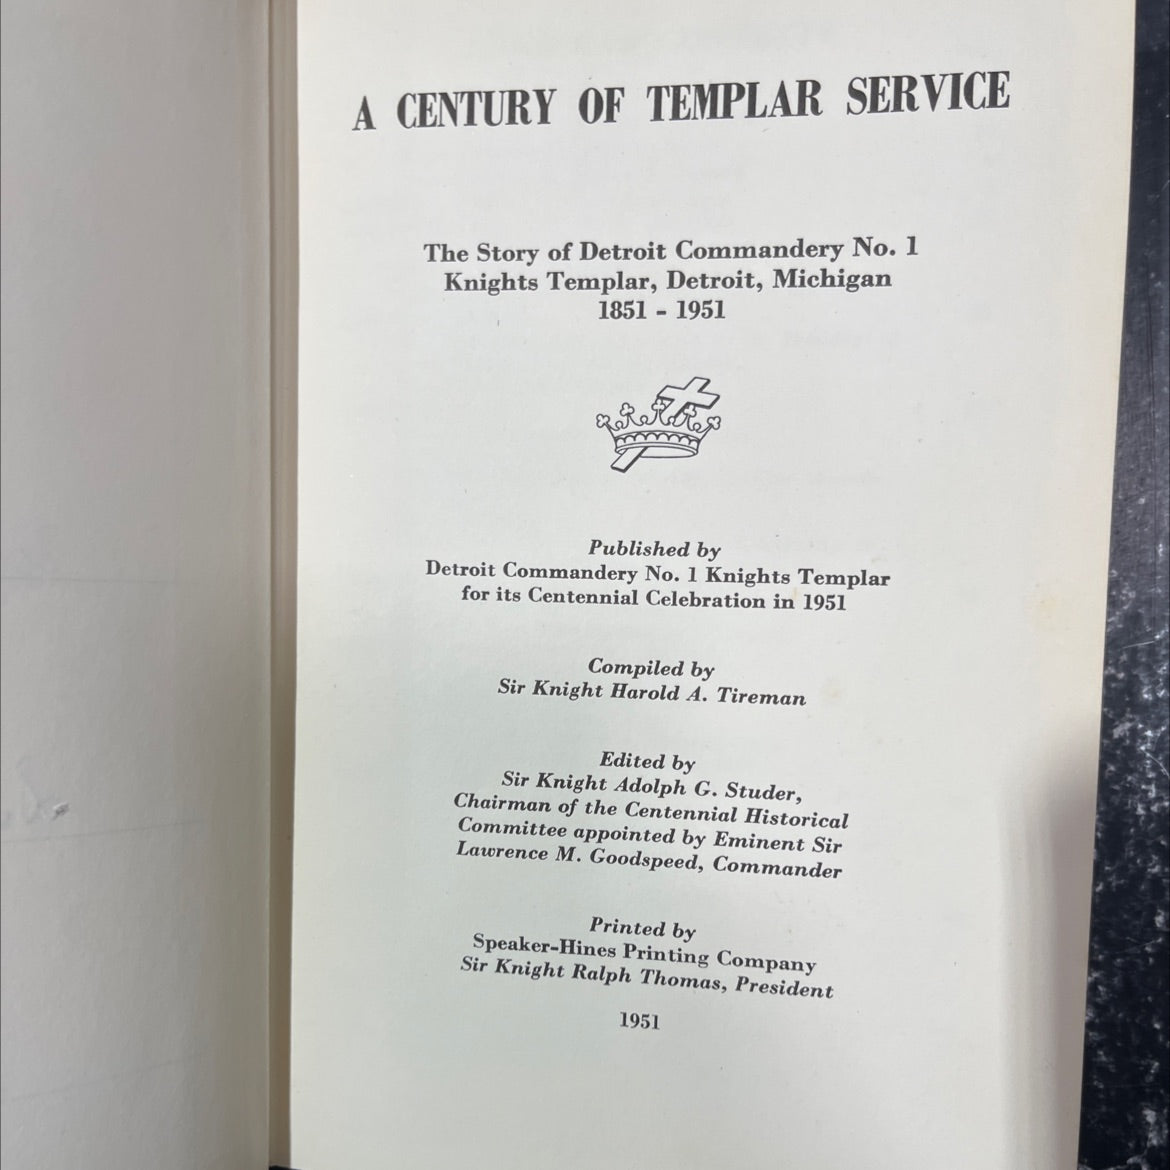 A CENTURY OF TEMPLAR SERVICE
The Story of Detroit Commandery No. 1
Knights Templar, Detroit, Michigan
1851 - 1951
Published by
Detroit Commandery No. 1 Knights Templar
for its Centennial Celebration in 1951
Compiled by
Sir Knight Harold A. Tireman
Edited by
Sir Knight Adolph G. Studer,
Chairman of the Centennial Historical
Committee appointed by Eminent Sir
Lawrence M. Goodspeed, Commander
Printed by
Speaker-Hines Printing Company
Sir Knight Ralph Thomas, President
1951